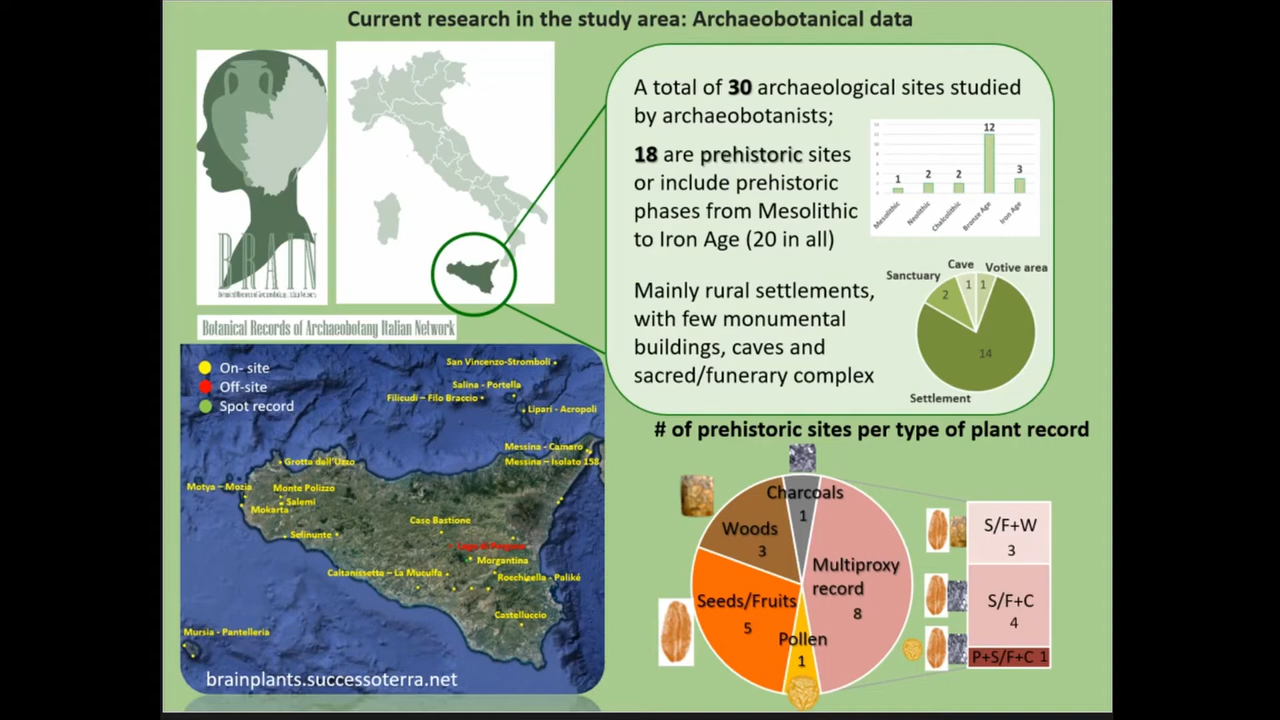 Current research in the study area: Archaeobotanical data
BRAIN
Botanical Records of Archaeobotany Italian Network
A total of 30 archaeological sites studied
by archaeobotanists;
18 are prehistoric sites
or include prehistoric
phases from Mesolithic
to Iron Age (20 in all)
1
2
2
12
3
Mesolithic
Neolithic
Chalcolithic
Bronze Age
Iron Age
Mainly rural settlements,
with few monumental
buildings, caves and
sacred/funerary complex
Cave
Votive area
Sanctuary
1
1
2
14
Settlement
On- site
Off-site
Spot record
San Vincenzo-Stromboli
Salina - Portella
Filicudi – Filo Braccio
Lipari - Acropoli
Messina - Camaro
Messina – Isolato 158
Grotta dall'Uzzo
Motya – Mozia
Monte Polizzo
Salemi
Mokarta
Case Bastione
Selinunte
Morgantina
Caltanissetta – La Muculfa
Rocchicella - Paliké
Castelluccio
Mursia - Pantelleria
brainplants.successoterra.net
# of prehistoric sites per type of plant record
Charcoals
1
Woods
3
Multiproxy
record
8
Seeds/Fruits
5
Pollen
1
S/F+W
3
S/F+C
4
P+S/F+C 1